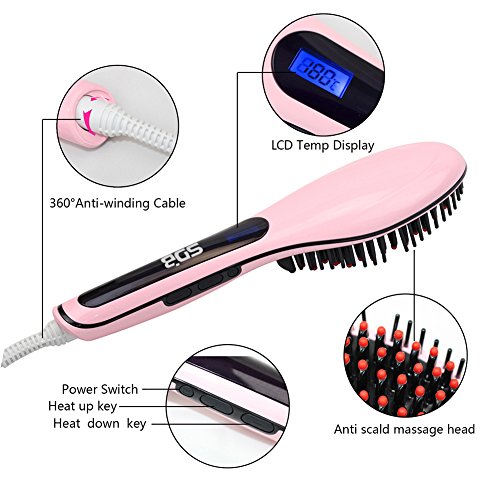 180℃
LCD Temp Display
360°Anti-winding Cable
Power Switch
Heat up key
Heat down key
Anti scald massage head